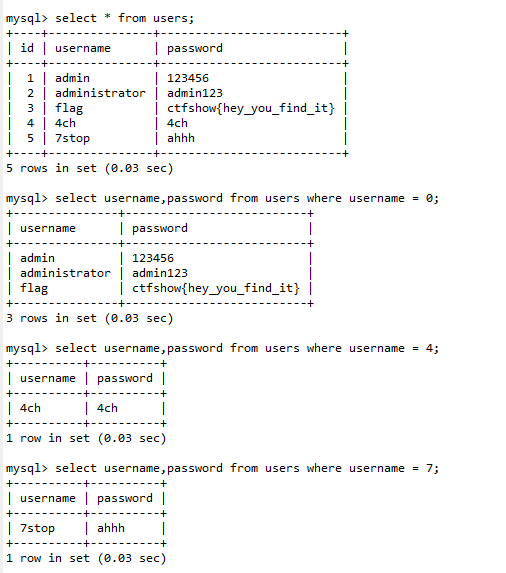 mysql> select * from users;
+----+---------------+---------------------------+
| id | username      | password                  |
+----+---------------+---------------------------+
|  1 | admin         | 123456                    |
|  2 | administrator | admin123                  |
|  3 | flag          | ctfshow{hey_you_find_it} |
|  4 | 4ch           | 4ch                       |
|  5 | 7stop         | ahhh                      |
+----+---------------+---------------------------+
5 rows in set (0.03 sec)
mysql> select username,password from users where username = 0;
+---------------+--------------------------+
| username      | password                 |
+---------------+--------------------------+
| admin         | 123456                   |
| administrator | admin123                 |
| flag          | ctfshow{hey_you_find_it} |
+---------------+--------------------------+
3 rows in set (0.03 sec)
mysql> select username,password from users where username = 4;
+----------+----------+
| username | password |
+----------+----------+
| 4ch      | 4ch      |
+----------+----------+
1 row in set (0.03 sec)
mysql> select username,password from users where username = 7;
+----------+----------+
| username | password |
+----------+----------+
| 7stop    | ahhh     |
+----------+----------+
1 row in set (0.03 sec)